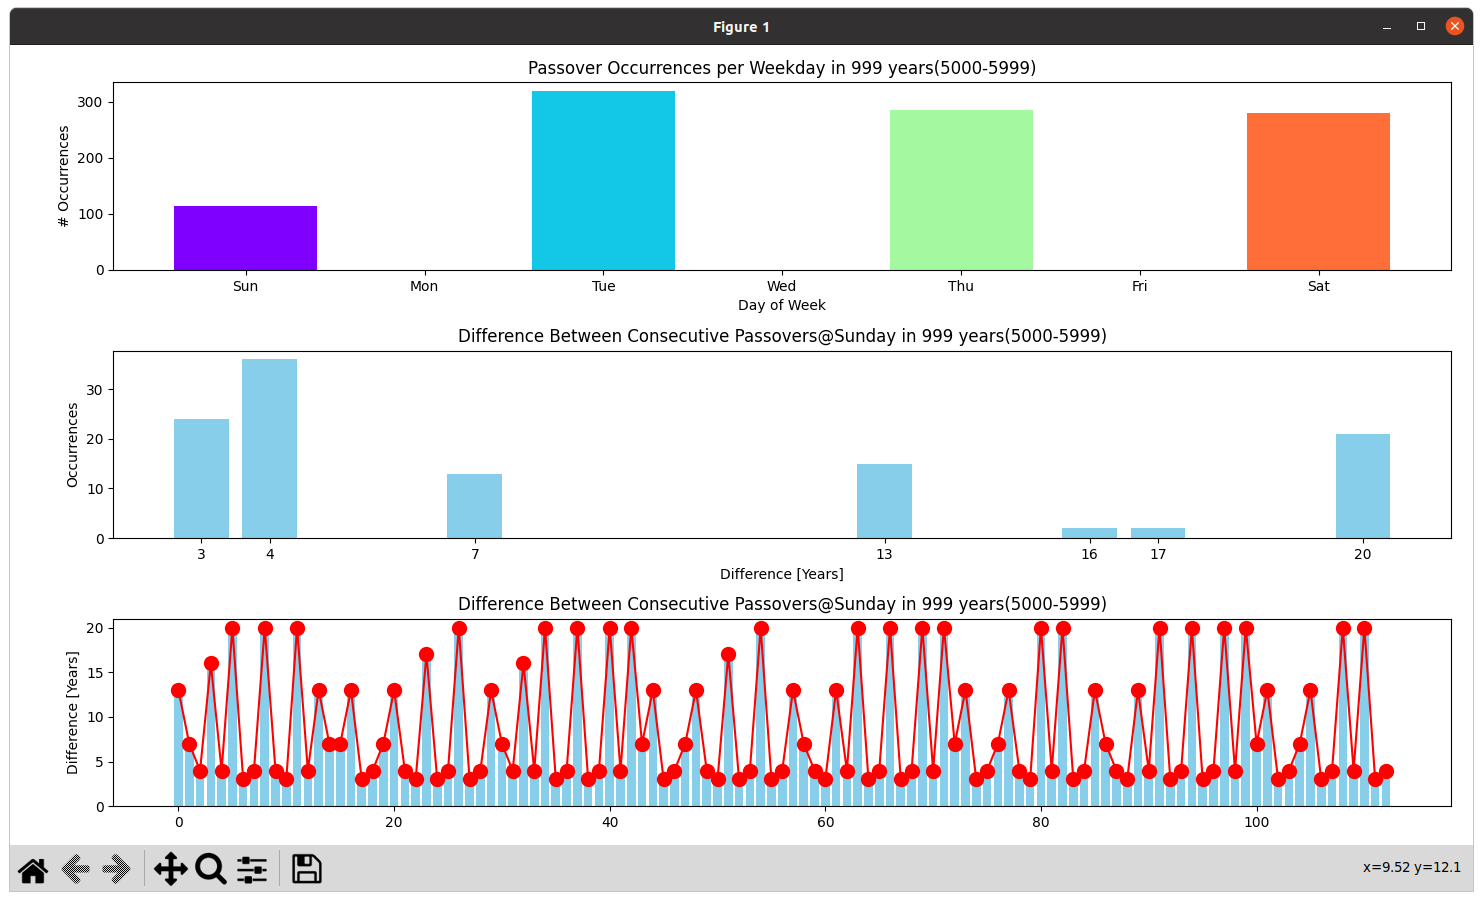 Figure 1
Passover Occurrences per Weekday in 999 years(5000-5999)
# Occurrences
300
200
100
0
Sun Mon Tue Wed Thu Fri Sat
Day of Week
Difference Between Consecutive Passovers@Sunday in 999 years(5000-5999)
Occurrences
30
20
10
0
3 4 7 13 16 17 20
Difference [Years]
Difference Between Consecutive Passovers@Sunday in 999 years(5000-5999)
Difference [Years]
20
15
10
5
0
0 20 40 60 80 100
x=9.52 y=12.1